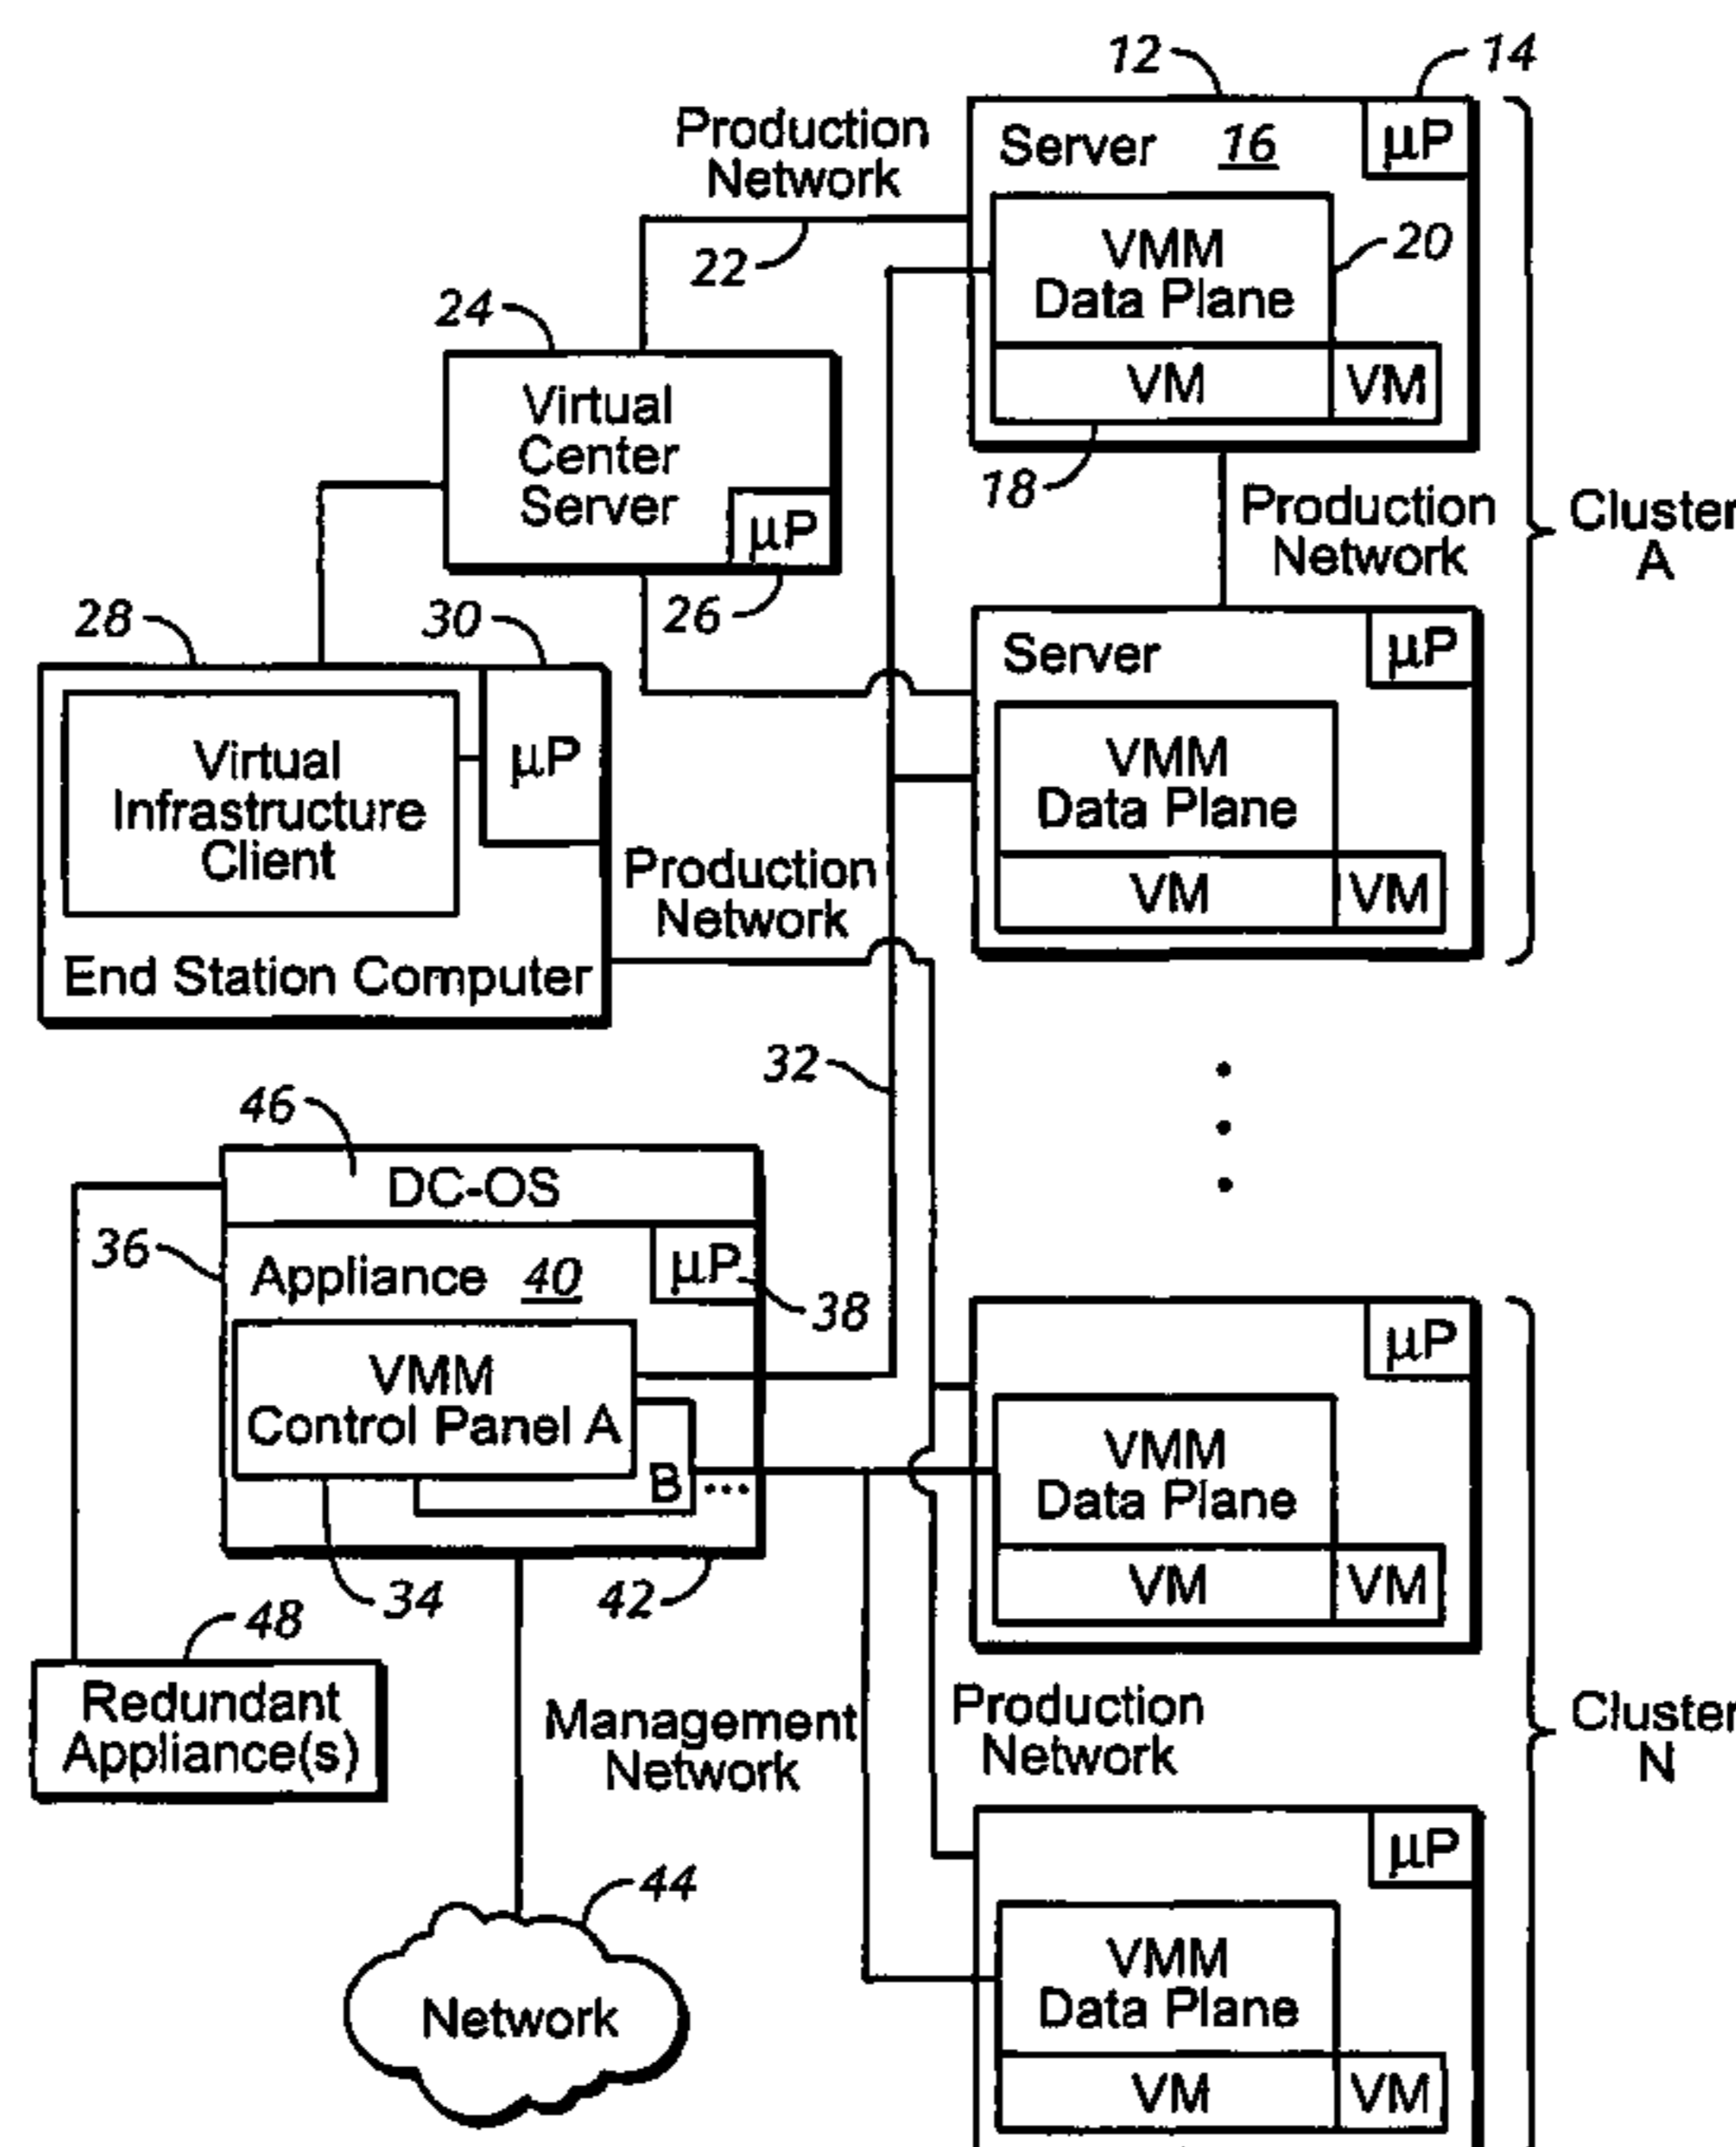 12
14
Production
Network
Server 16
µP
22
VMM
Data Plane
20
24
VM
VM
Virtual
Center
Server
µP
18
Production
Network
Cluster
A
28
30
26
Server
µP
Virtual
Infrastructure
Client
µP
VMM
Data Plane
Production
Network
VM
VM
End Station Computer
32
46
DC-OS
36
Appliance 40
µP
38
µP
VMM
Control Panel A
B ...
VMM
Data Plane
34
42
VM
VM
48
Redundant
Appliance(s)
Management
Network
Production
Network
Cluster
N
µP
44
Network
VMM
Data Plane
VM
VM